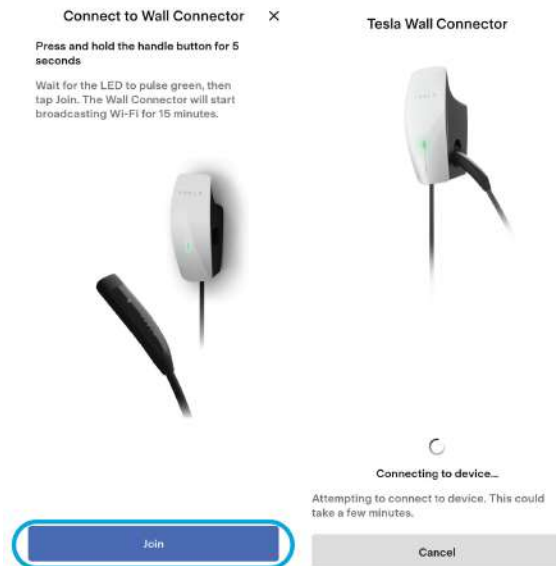 Connect to Wall Connector
Press and hold the handle button for 5
seconds
Wait for the LED to pulse green, then
tap Join. The Wall Connector will start
broadcasting Wi-Fi for 15 minutes.
TESLA
Join
Tesla Wall Connector
TESLA
Connecting to device...
Attempting to connect to device. This could
take a few minutes.
Cancel